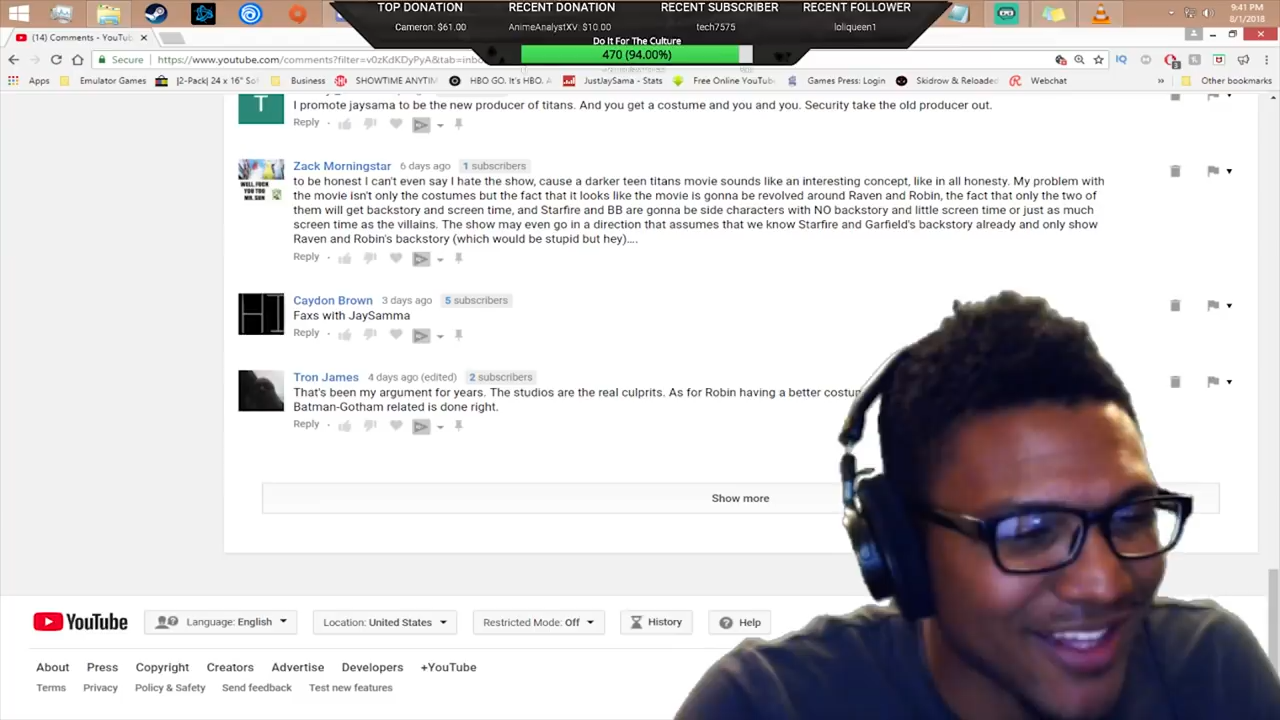 TOP DONATION
RECENT DONATION
RECENT SUBSCRIBER
RECENT FOLLOWER
Cameron: $61.00
AnimeAnalystXV: $10.00
tech7575
loliqueen1
Do It For The Culture
470 (94.00%)
9:41 PM
8/1/2018
(14) Comments - YouTub
Secure
https://www.youtube.com/comments?filter=v0zKdKDyPyA&tab=inbo
Apps
Emulator Games
[J2-Pack] 24x16" So
Business
SHOWTIME ANYTIM
HBO GO. It's HBO. A
JustJaySama - Stats
Free Online YouTub
Games Press: Login
Skidrow & Reloaded
Webchat
Other bookmarks
T
I promote jaysama to be the new producer of titans. And you get a costume and you and you. Security take the old producer out.
Reply
WELL, FUCK
YOU TOO
MR. SUN
Zack Morningstar 6 days ago 1 subscribers
to be honest I can't even say I hate the show, cause a darker teen titans movie sounds like an interesting concept, like in all honesty. My problem with
the movie isn't only the costumes but the fact that it looks like the movie is gonna be revolved around Raven and Robin, the fact that only the two of
them will get backstory and screen time, and Starfire and BB are gonna be side characters with NO backstory and little screen time or just as much
screen time as the villains. The show may even go in a direction that assumes that we know Starfire and Garfield's backstory already and only show
Raven and Robin's backstory (which would be stupid but hey)....
Reply
HI
Caydon Brown 3 days ago 5 subscribers
Faxs with JaySamma
Reply
Tron James 4 days ago (edited) 2 subscribers
That's been my argument for years. The studios are the real culprits. As for Robin having a better costu
Batman-Gotham related is done right.
Reply
Show more
YouTube
Language: English
Location: United States
Restricted Mode: Off
History
Help
About Press Copyright Creators Advertise Developers +YouTube
Terms Privacy Policy & Safety Send feedback Test new features